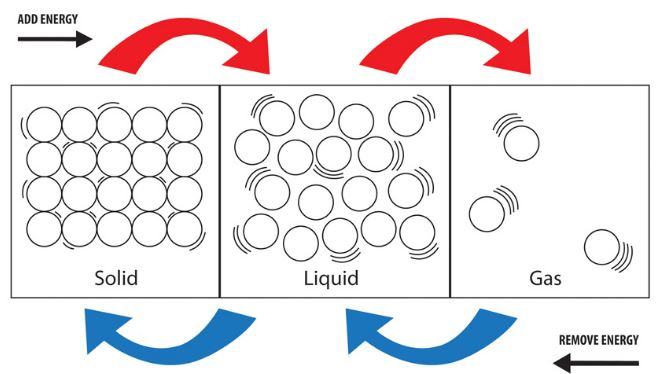 ADD ENERGY
Solid
Liquid
Gas
REMOVE ENERGY